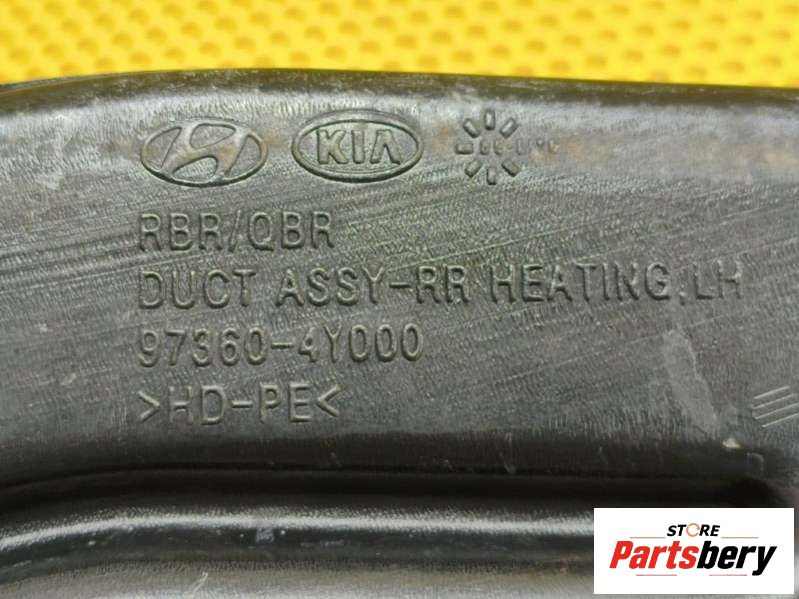 KIA
RBR/QBR
DUCT ASSY-RR HEATING,LH
97360-4Y000
>HD-PE<
STORE
Partsbery